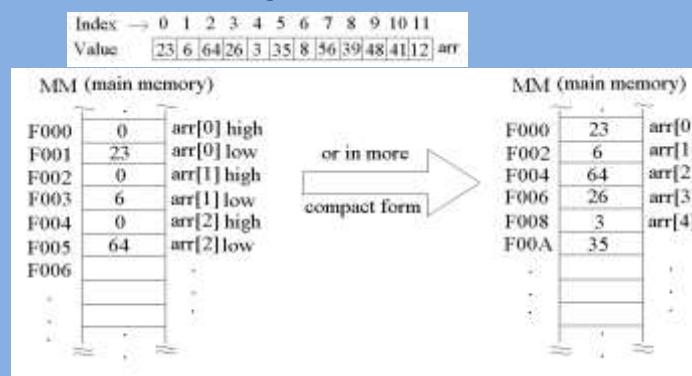 Index → 0 1 2 3 4 5 6 7 8 9 10 11
Value 23 6 64 26 3 35 8 56 39 48 41 12 arr
MM (main memory)
F000 0 arr[0] high
F001 23 arr[0] low
F002 0 arr[1] high
F003 6 arr[1] low
F004 0 arr[2] high
F005 64 arr[2] low
F006
or in more
compact form
MM (main memory)
F000 23 arr[0
F002 6 arr[1
F004 64 arr[2
F006 26 arr[3
F008 3 arr[4]
F00A 35